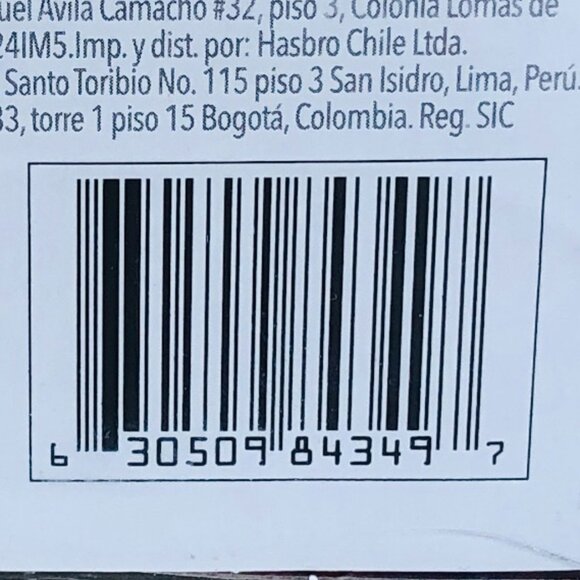 uel Ávila Camacho #32, piso 3, Colonia Lomas de
24IM5.Imp. y dist. por: Hasbro Chile Ltda.
Santo Toribio No. 115 piso 3 San Isidro, Lima, Perú.
33, torre 1 piso 15 Bogotá, Colombia. Reg. SIC
6 30509 84349 7